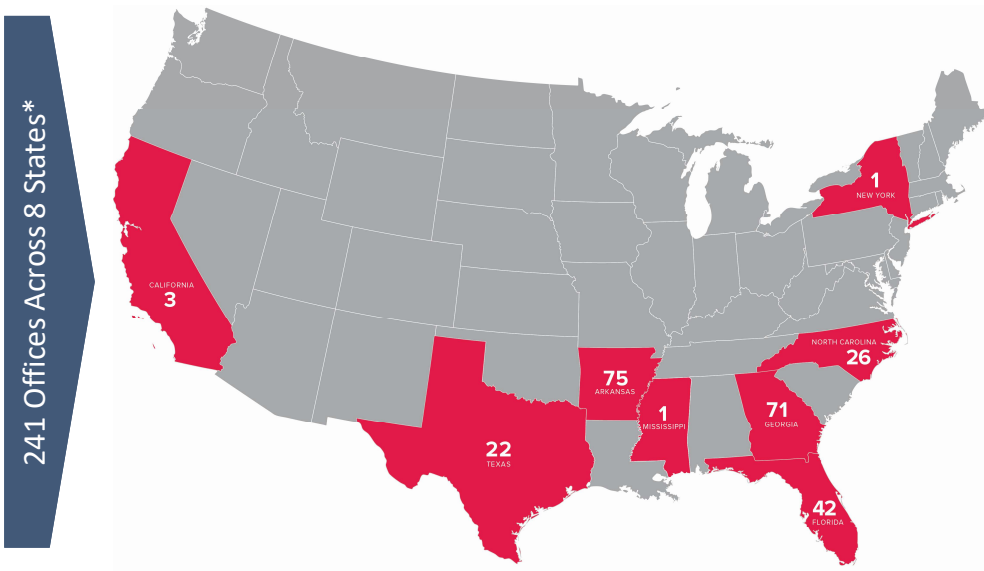 241 Offices Across 8 States*
1
NEW YORK
CALIFORNIA
3
NORTH CAROLINA
26
75
ARKANSAS
1
MISSISSIPPI
71
GEORGIA
22
TEXAS
42
FLORIDA